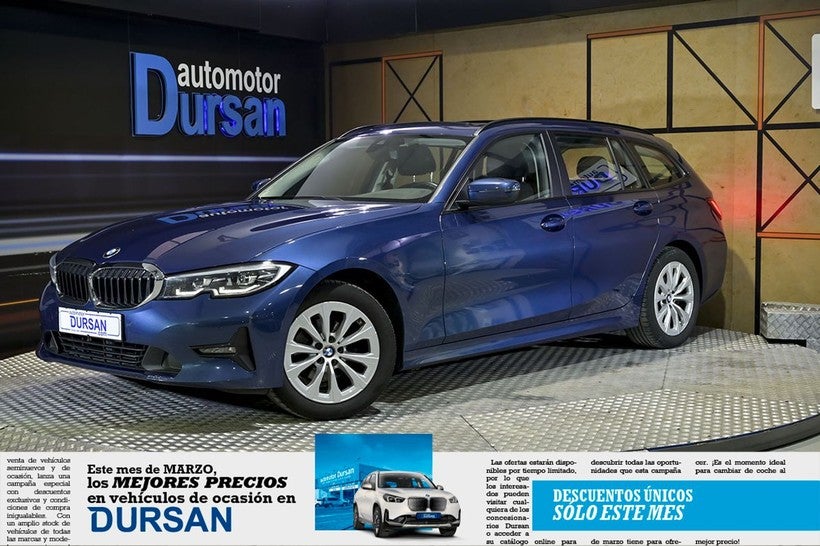 automotor
Dursan
automotor
DURSAN
.com
venta de vehículos
seminuevos y de
ocasión, lanza una
campaña especial
con descuentos
exclusivos y condi-
ciones de compra
inigualables. Con
un amplio stock de
vehículos de todas
las marcas y mode-
Este mes de MARZO,
los MEJORES PRECIOS
en vehículos de ocasión en
DURSAN
automotor Dursan
Las ofertas estarán dispo-
nibles por tiempo limitado,
por lo que
los interesa-
dos pueden
visitar cual-
quiera de los
concesiona-
rios Dursan
o acceder a
su catálogo online para
descubrir todas las oportu-
nidades que esta campaña
de marzo tiene para ofre-
cer. ¡Es el momento ideal
para cambiar de coche al
mejor precio!
DESCUENTOS ÚNICOS
SÓLO ESTE MES